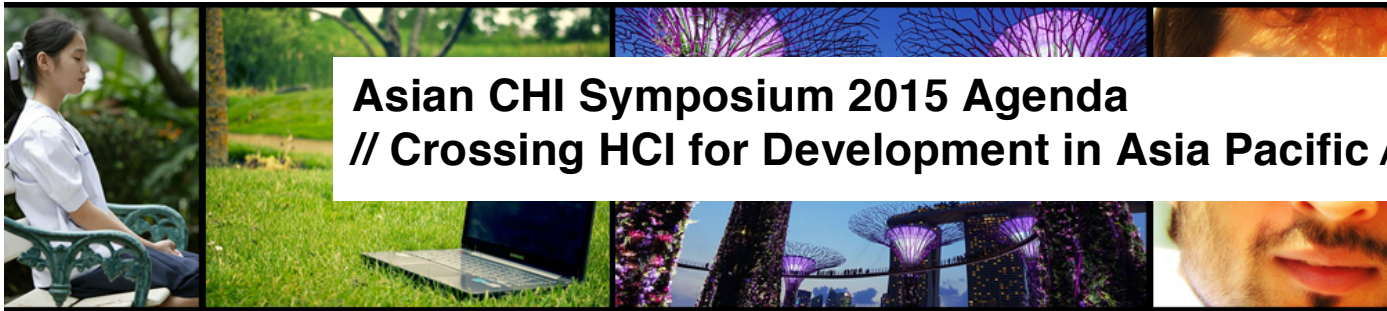 Asian CHI Symposium 2015 Agenda
// Crossing HCI for Development in Asia Pacific /